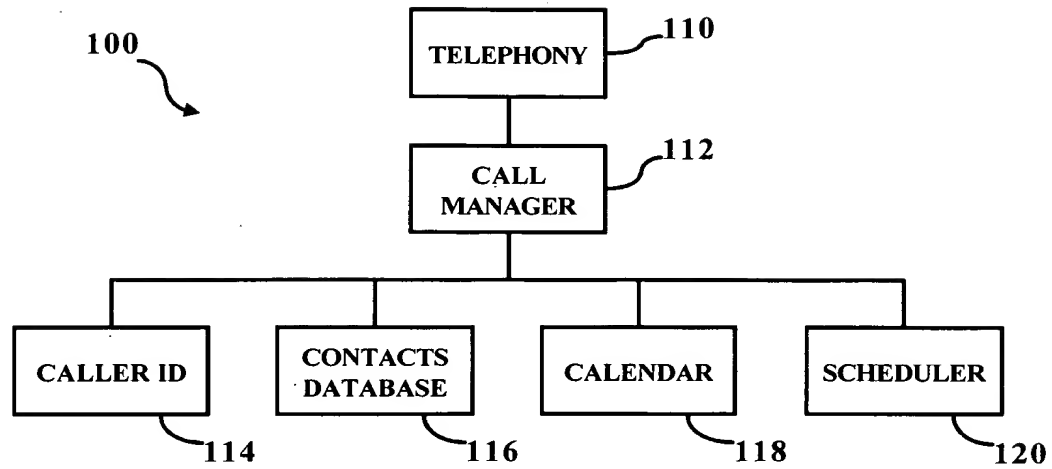 100
110
TELEPHONY
112
CALL
MANAGER
CALLER ID
CONTACTS
DATABASE
CALENDAR
SCHEDULER
114
116
118
120